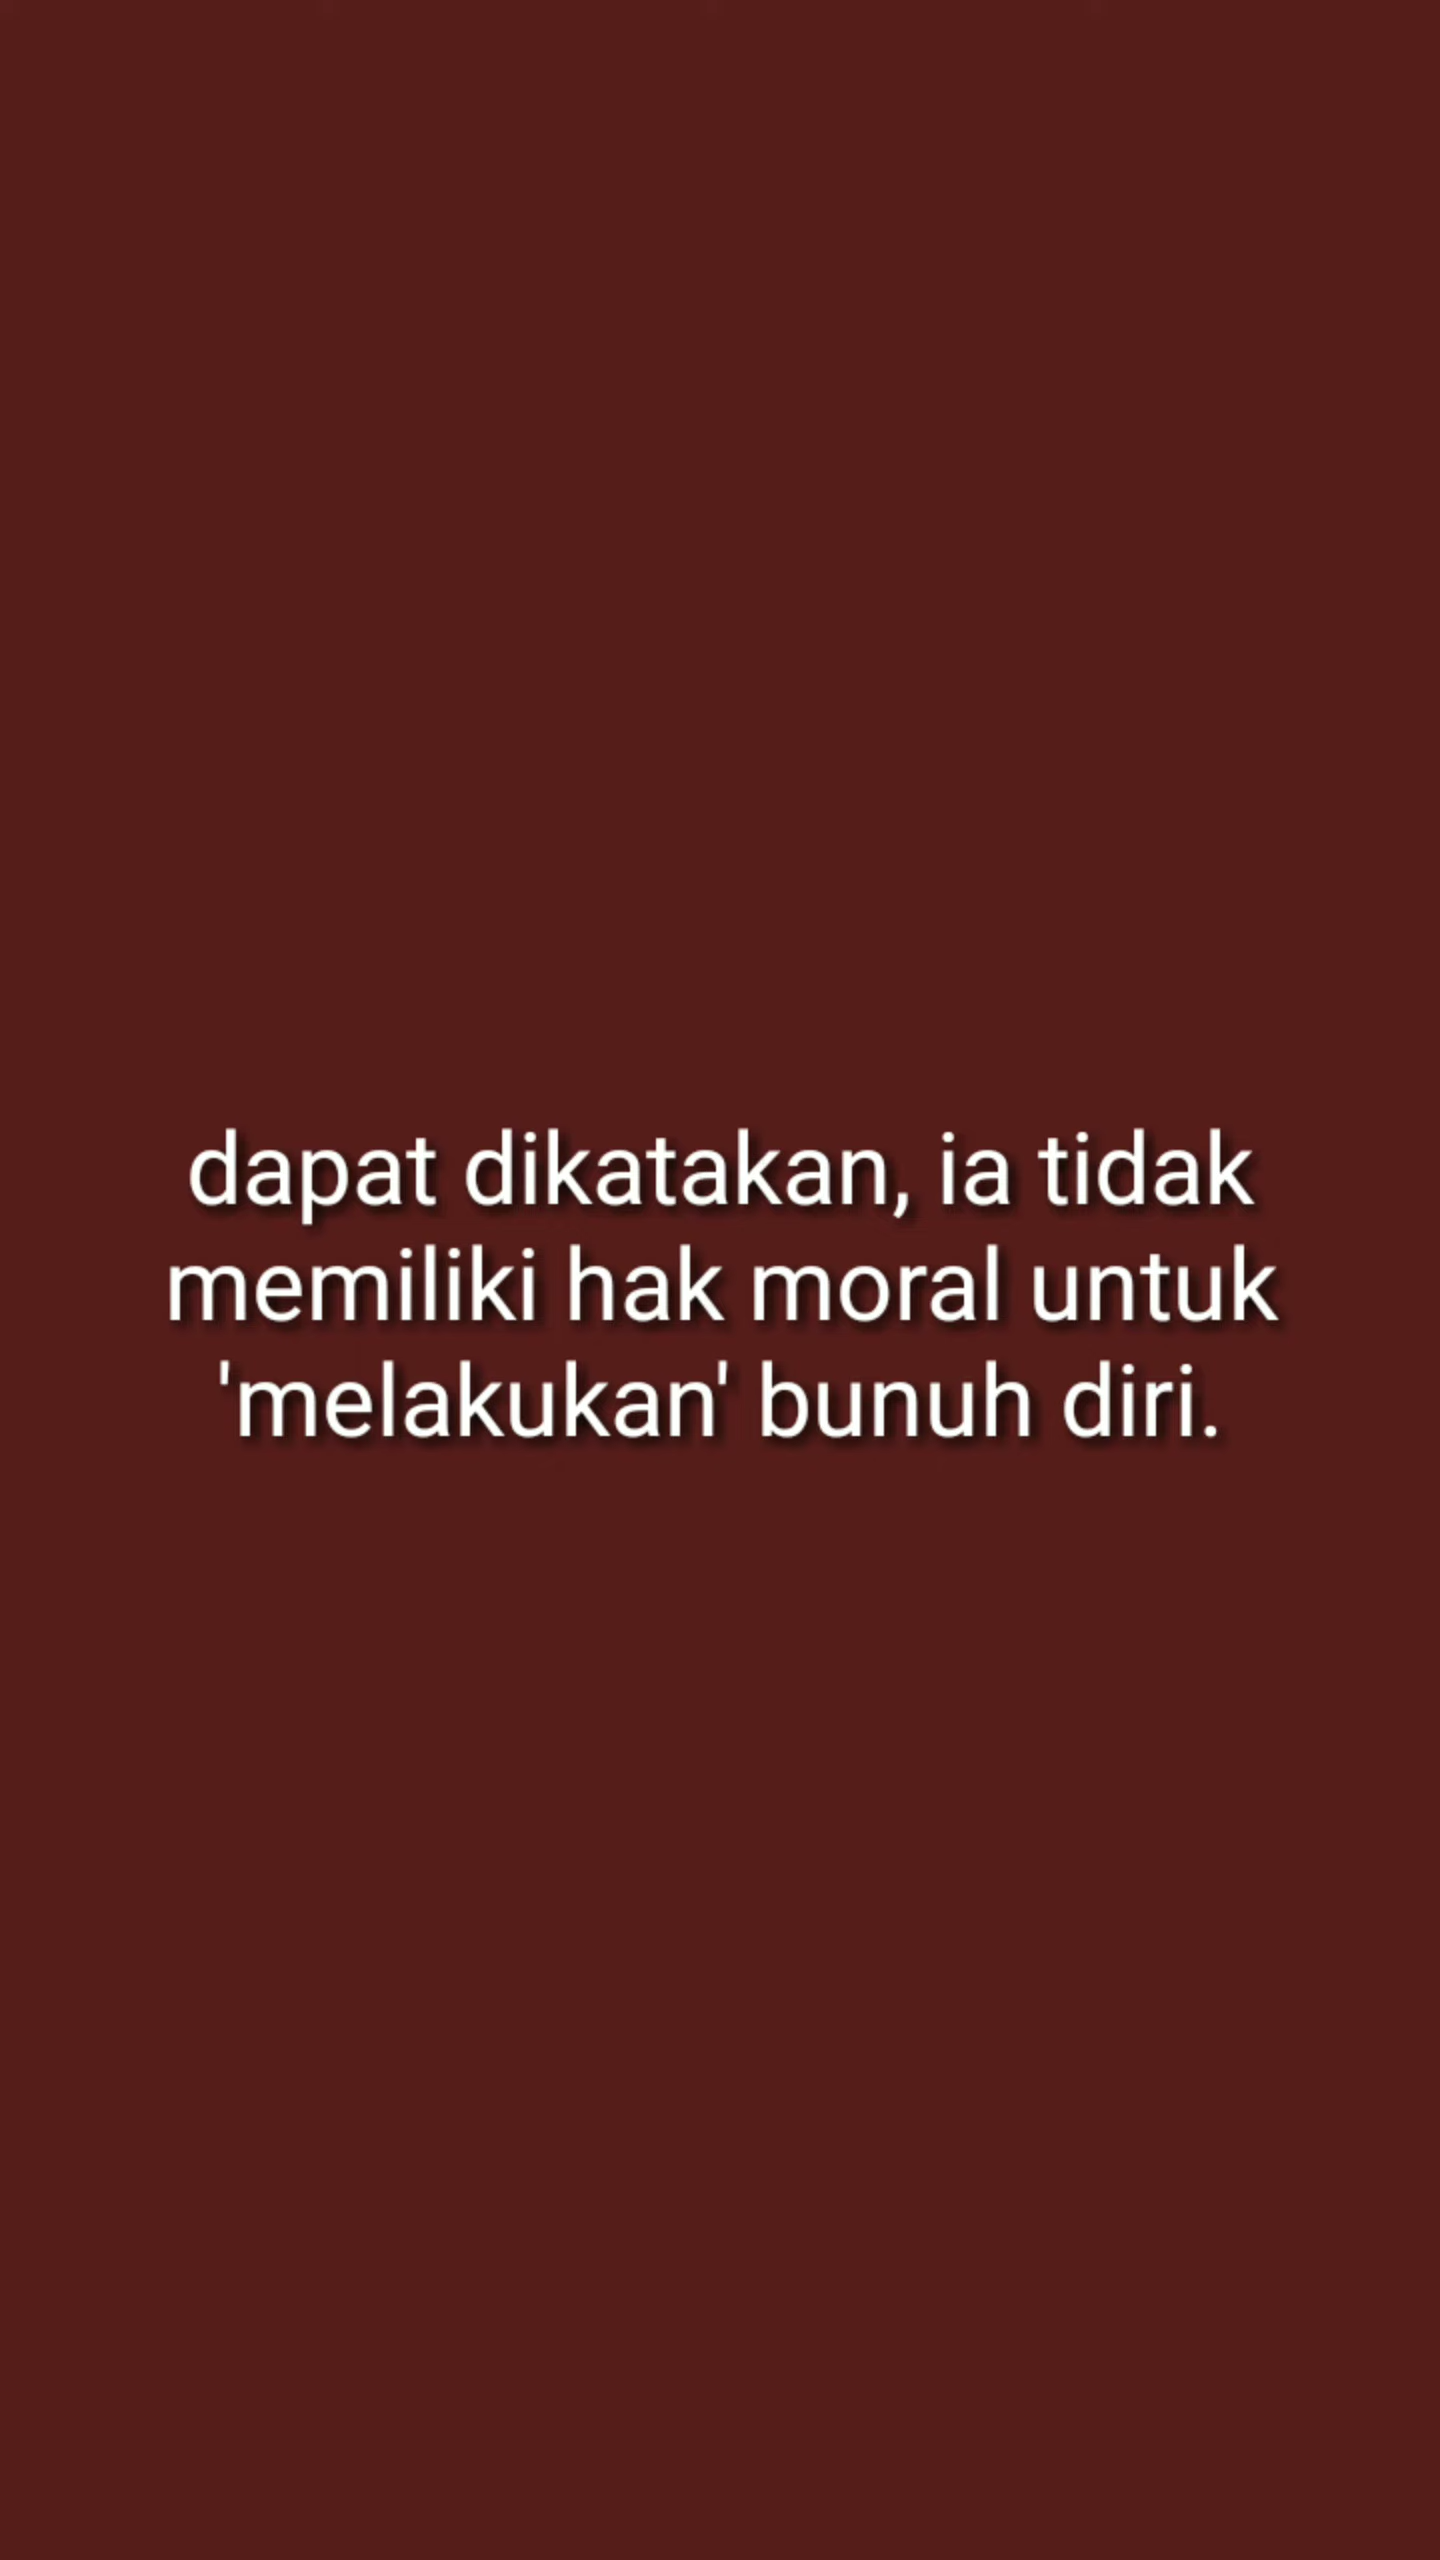 dapat dikatakan, ia tidak
memiliki hak moral untuk
'melakukan' bunuh diri.